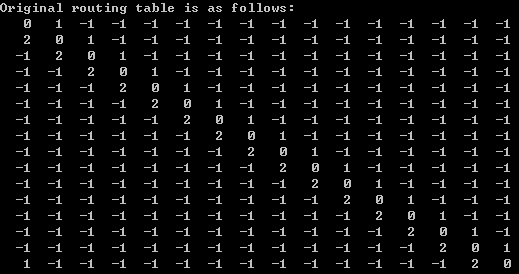 Original routing table is as follows:
0 1 -1 -1 -1 -1 -1 -1 -1 -1 -1 -1 -1 -1 -1 -1
2 0 1 -1 -1 -1 -1 -1 -1 -1 -1 -1 -1 -1 -1 -1
-1 2 0 1 -1 -1 -1 -1 -1 -1 -1 -1 -1 -1 -1 -1
-1 -1 2 0 1 -1 -1 -1 -1 -1 -1 -1 -1 -1 -1 -1
-1 -1 -1 2 0 1 -1 -1 -1 -1 -1 -1 -1 -1 -1 -1
-1 -1 -1 -1 2 0 1 -1 -1 -1 -1 -1 -1 -1 -1 -1
-1 -1 -1 -1 -1 2 0 1 -1 -1 -1 -1 -1 -1 -1 -1
-1 -1 -1 -1 -1 -1 2 0 1 -1 -1 -1 -1 -1 -1 -1
-1 -1 -1 -1 -1 -1 -1 2 0 1 -1 -1 -1 -1 -1 -1
-1 -1 -1 -1 -1 -1 -1 -1 2 0 1 -1 -1 -1 -1 -1
-1 -1 -1 -1 -1 -1 -1 -1 -1 2 0 1 -1 -1 -1 -1
-1 -1 -1 -1 -1 -1 -1 -1 -1 -1 2 0 1 -1 -1 -1
-1 -1 -1 -1 -1 -1 -1 -1 -1 -1 -1 2 0 1 -1 -1
-1 -1 -1 -1 -1 -1 -1 -1 -1 -1 -1 -1 2 0 1 -1
-1 -1 -1 -1 -1 -1 -1 -1 -1 -1 -1 -1 -1 2 0 1
1 -1 -1 -1 -1 -1 -1 -1 -1 -1 -1 -1 -1 -1 2 0